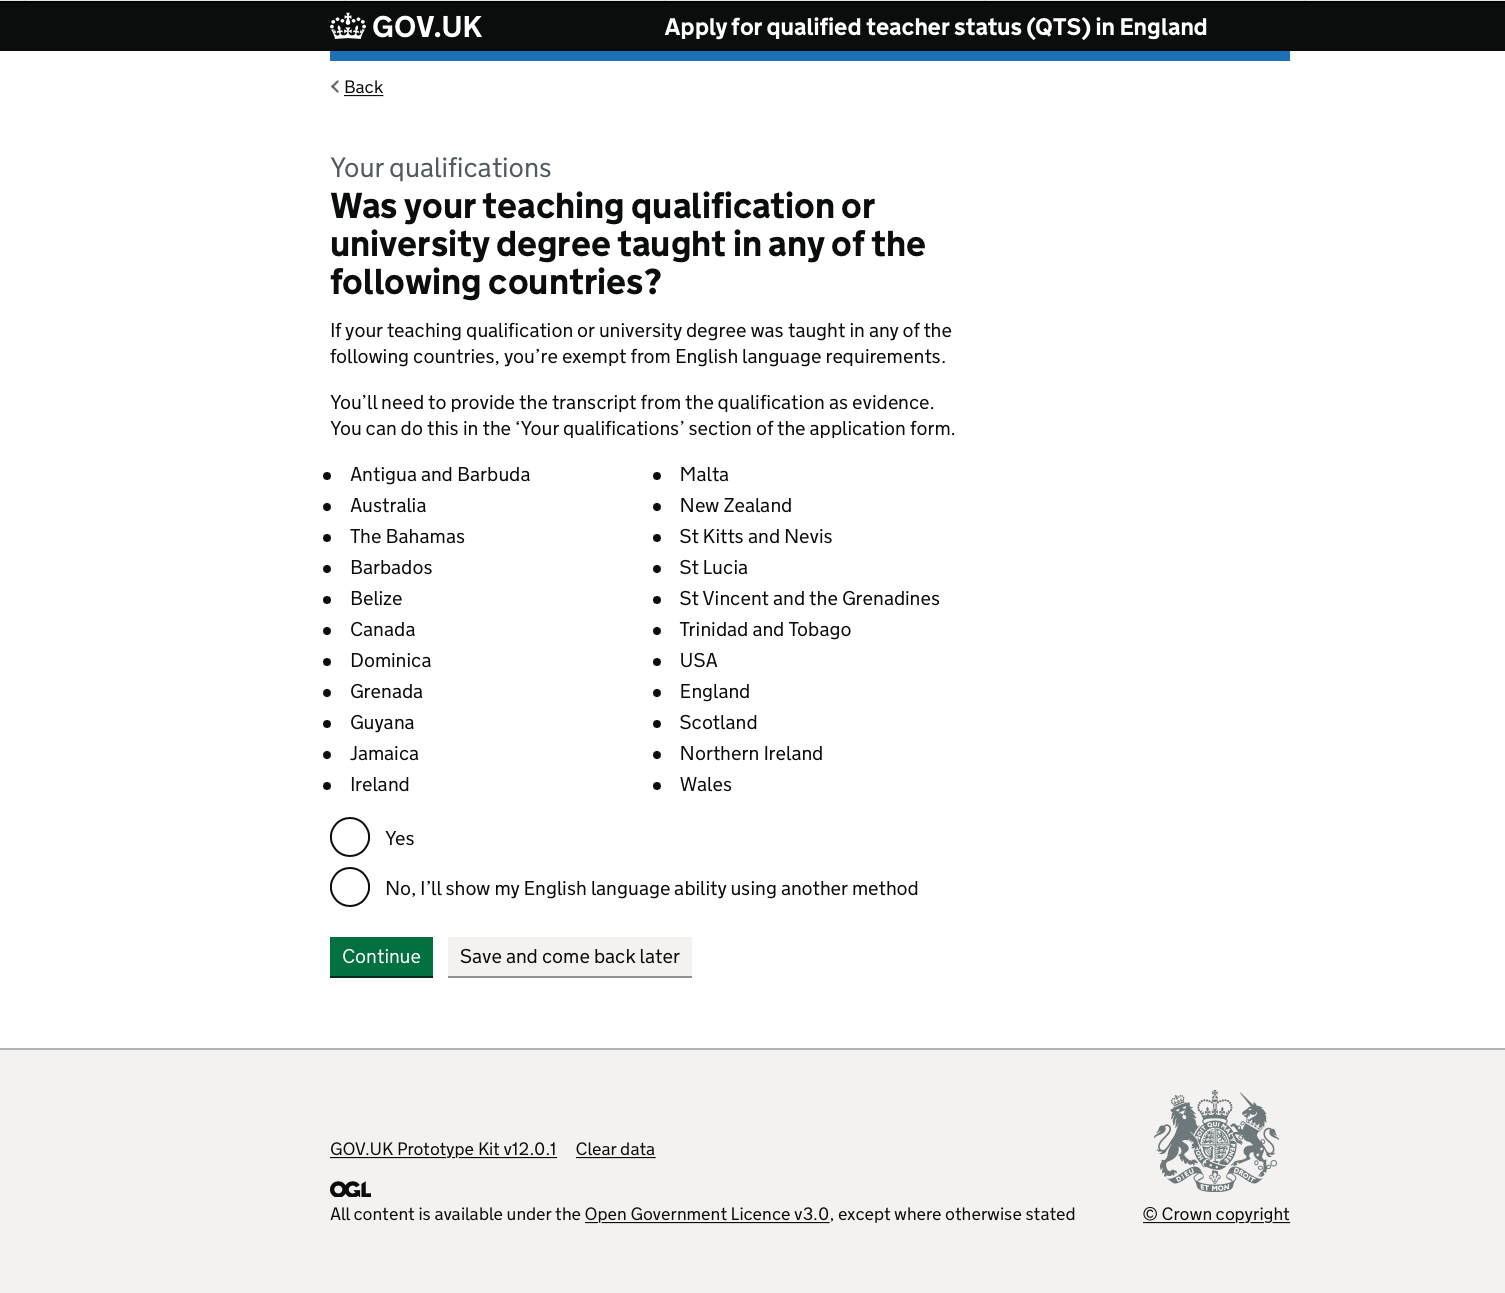 GOV.UK
Apply for qualified teacher status (QTS) in England
Back
Your qualifications
Was your teaching qualification or
university degree taught in any of the
following countries?
If your teaching qualification or university degree was taught in any of the
following countries, you’re exempt from English language requirements.
You’ll need to provide the transcript from the qualification as evidence.
You can do this in the ‘Your qualifications’ section of the application form.
Antigua and Barbuda
Australia
The Bahamas
Barbados
Belize
Canada
Dominica
Grenada
Guyana
Jamaica
Ireland
Malta
New Zealand
St Kitts and Nevis
St Lucia
St Vincent and the Grenadines
Trinidad and Tobago
USA
England
Scotland
Northern Ireland
Wales
Yes
No, I’ll show my English language ability using another method
Continue
Save and come back later
GOV.UK Prototype Kit v12.0.1
Clear data
OGL
All content is available under the Open Government Licence v3.0, except where otherwise stated
DIEU ET MON DROIT
© Crown copyright